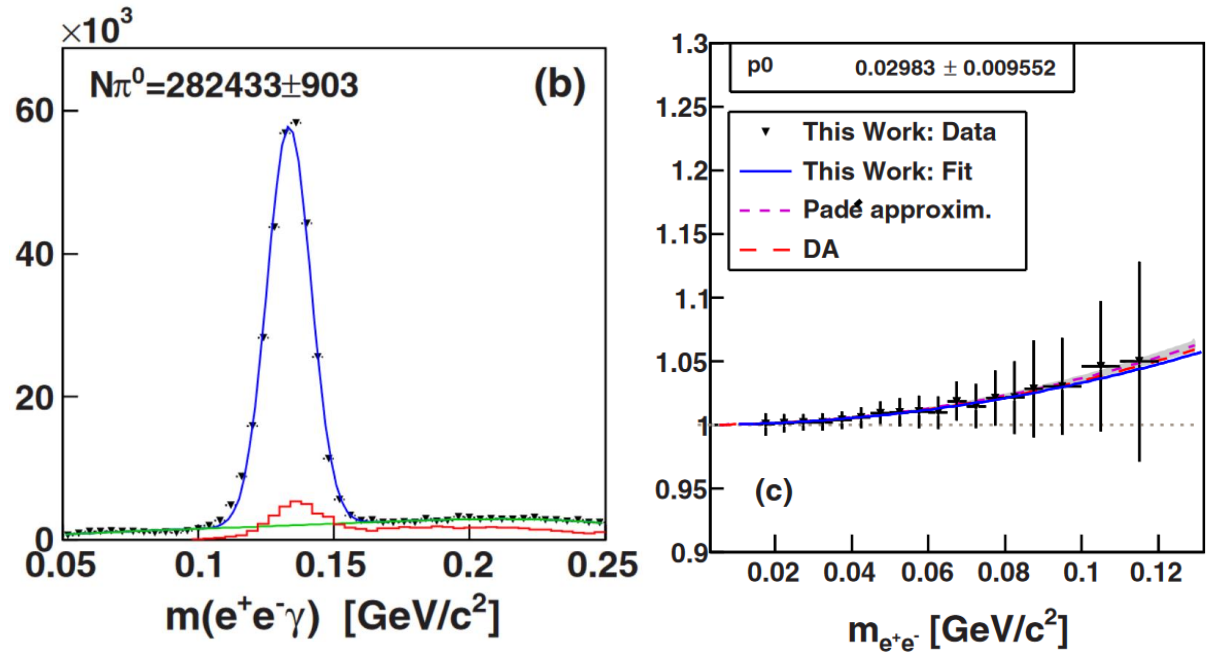 ×10³
Nπ⁰=282433±903
(b)
60
40
20
0
0.05
0.1
0.15
0.2
0.25
m(e⁺e⁻γ) [GeV/c²]
1.3
1.25
1.2
1.15
1.1
1.05
1
0.95
0.9
p0 0.02983 ± 0.009552
This Work: Data
This Work: Fit
Padé approxim.
DA
(c)
0.02
0.04
0.06
0.08
0.1
0.12
mₑ⁺ₑ⁻ [GeV/c²]